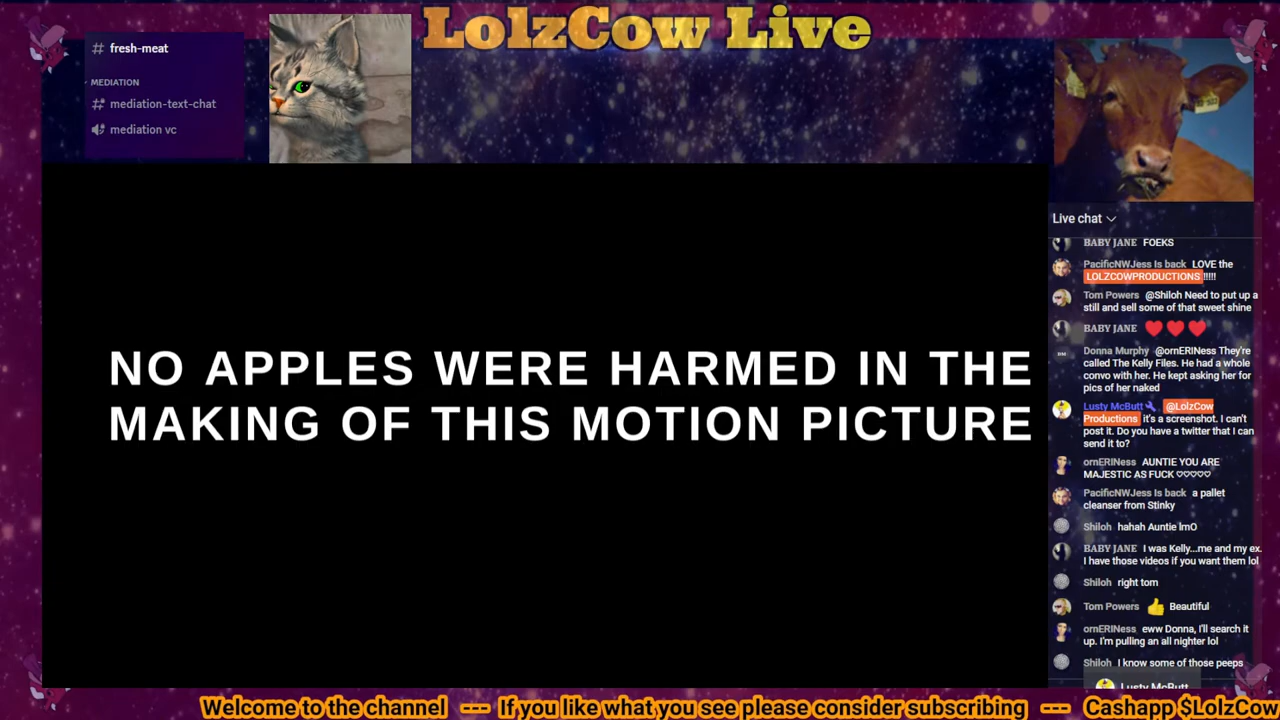 LolzCow Live
# fresh-meat
MEDIATION
mediation-text-chat
mediation vc
NO APPLES WERE HARMED IN THE
MAKING OF THIS MOTION PICTURE
Live chat
BABY JANE FOEKS
PacificNWJess Is back LOVE the
LOLZCOWPRODUCTIONS !!!!!
Tom Powers @Shiloh Need to put up a
still and sell some of that sweet shine
BABY JANE ❤️❤️❤️
Donna Murphy @ornERINess They're
called The Kelly Files. He had a whole
convo with her. He kept asking her for
pics of her naked
Lusty McButt🔧 @LolzCow
Productions it's a screenshot. I can't
post it. Do you have a twitter that I can
send it to?
ornERINess AUNTIE YOU ARE
MAJESTIC AS FUCK ♡♡♡♡♡
PacificNWJess Is back a pallet
cleanser from Stinky
Shiloh hahah Auntie lmO
BABY JANE I was Kelly...me and my ex.
I have those videos if you want them lol
Shiloh right tom
Tom Powers 👍 Beautiful
ornERINess eww Donna, I'll search it
up. I'm pulling an all nighter lol
Shiloh I know some of those peeps
Lusty McButt
Welcome to the channel --- If you like what you see please consider subscribing --- Cashapp $LolzCow